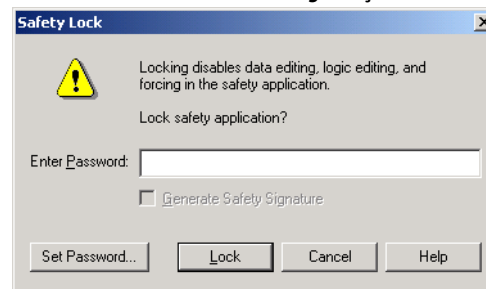 Safety Lock
Locking disables data editing, logic editing, and
forcing in the safety application.
Lock safety application?
Enter Password:
Generate Safety Signature
Set Password...
Lock
Cancel
Help